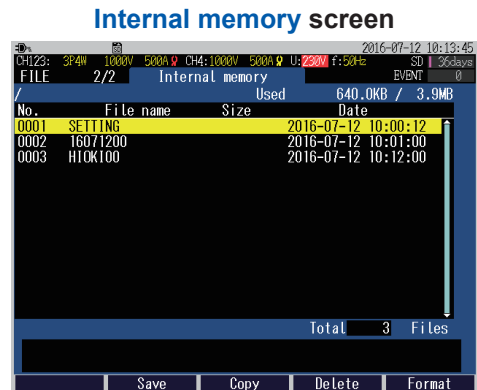 Internal memory screen
2016-07-12 10:13:45
CH123: 3P4W 1000V 500A CH4:1000V 500A U:230V f:50Hz SD 36days
FILE 2/2 Internal memory EVENT 0
/ Used 640.0KB / 3.9MB
No. File name Size Date
0001 SETTING 2016-07-12 10:00:12
0002 16071200 2016-07-12 10:01:00
0003 HIOKI00 2016-07-12 10:12:00
Total 3 Files
Save Copy Delete Format